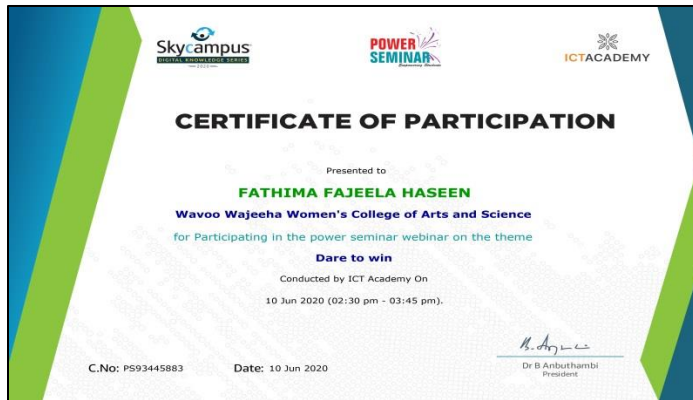 Skycampus
DIGITAL KNOWLEDGE SERIES
2020
POWER
SEMINAR
ICTACADEMY
CERTIFICATE OF PARTICIPATION
Presented to
FATHIMA FAJEELA HASEEN
Wavoo Wajeeha Women's College of Arts and Science
for Participating in the power seminar webinar on the theme
Dare to win
Conducted by ICT Academy On
10 Jun 2020 (02:30 pm - 03:45 pm).
C.No: PS93445883 Date: 10 Jun 2020
Dr B Anbuthambi
President